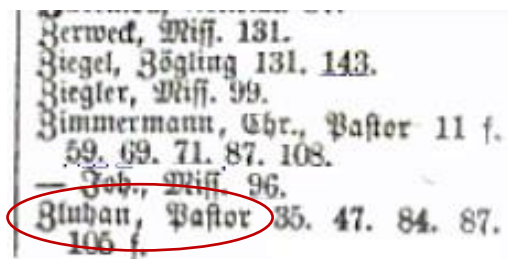 Zerweck, Miss. 131.
Ziegel, Zögling 131. 143.
Ziegler, Miss. 99.
Zimmermann, Chr., Pastor 11 f.
59. 69. 71. 87. 108.
— Joh., Miss. 96.
Zluhan, Pastor 35. 47. 84. 87.
105 f.